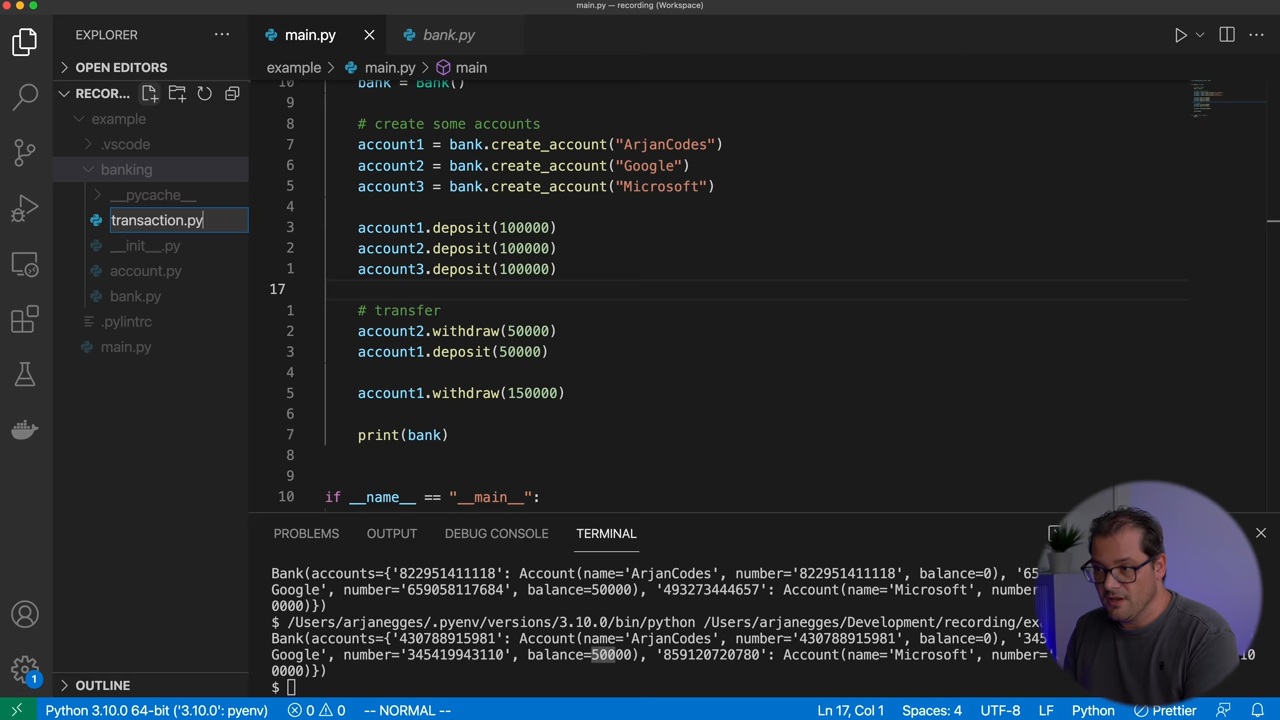 main.py — recording (Workspace)
EXPLORER
OPEN EDITORS
RECOR...
example
.vscode
banking
__pycache__
transaction.py
__init__.py
account.py
bank.py
.pylintrc
main.py
OUTLINE
main.py
bank.py
example > main.py > main
10 bank = Bank()
9
8 # create some accounts
7 account1 = bank.create_account("ArjanCodes")
6 account2 = bank.create_account("Google")
5 account3 = bank.create_account("Microsoft")
4
3 account1.deposit(100000)
2 account2.deposit(100000)
1 account3.deposit(100000)
17
1 # transfer
2 account2.withdraw(50000)
3 account1.deposit(50000)
4
5 account1.withdraw(150000)
6
7 print(bank)
8
9
10 if __name__ == "__main__":
PROBLEMS OUTPUT DEBUG CONSOLE TERMINAL
Bank(accounts={'822951411118': Account(name='ArjanCodes', number='822951411118', balance=0), '65
Google', number='659058117684', balance=50000), '493273444657': Account(name='Microsoft', number='
0000)})
$ /Users/arjanegges/.pyenv/versions/3.10.0/bin/python /Users/arjanegges/Development/recording/ex
Bank(accounts={'430788915981': Account(name='ArjanCodes', number='430788915981', balance=0), '345
Google', number='345419943110', balance=50000), '859120720780': Account(name='Microsoft', number=' 10
0000)})
$
1
Python 3.10.0 64-bit ('3.10.0': pyenv) 0 0 -- NORMAL -- Ln 17, Col 1 Spaces: 4 UTF-8 LF Python Prettier